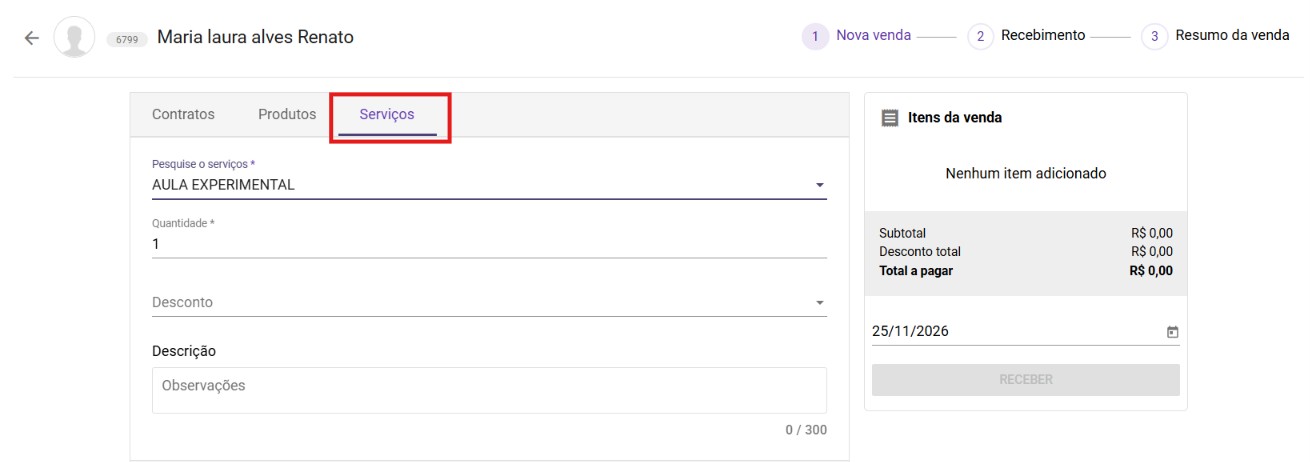 6799 Maria laura alves Renato
1 Nova venda 2 Recebimento 3 Resumo da venda
Contratos Produtos Serviços
Pesquise o serviços *
AULA EXPERIMENTAL
Quantidade *
1
Desconto
Descrição
Observações
0 / 300
Itens da venda
Nenhum item adicionado
Subtotal R$ 0,00
Desconto total R$ 0,00
Total a pagar R$ 0,00
25/11/2026
RECEBER